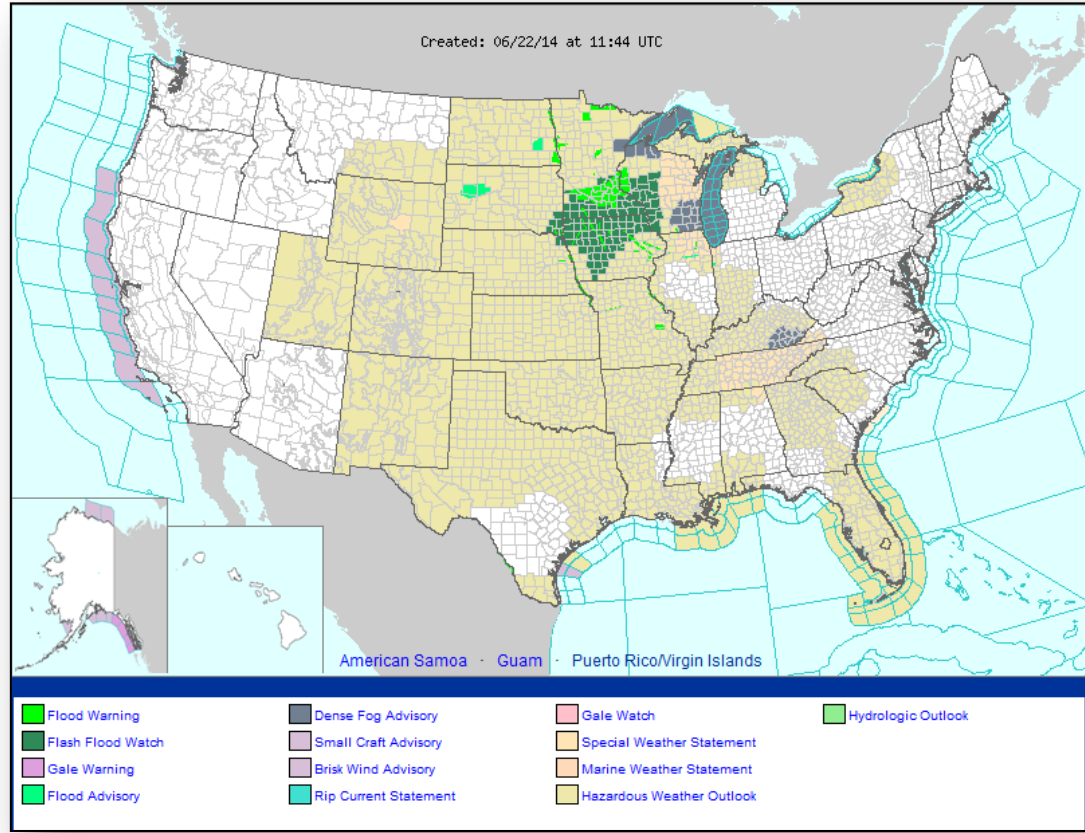 Created: 06/22/14 at 11:44 UTC
American Samoa · Guam · Puerto Rico/Virgin Islands
Flood Warning
Flash Flood Watch
Gale Warning
Flood Advisory
Dense Fog Advisory
Small Craft Advisory
Brisk Wind Advisory
Rip Current Statement
Gale Watch
Special Weather Statement
Marine Weather Statement
Hazardous Weather Outlook
Hydrologic Outlook